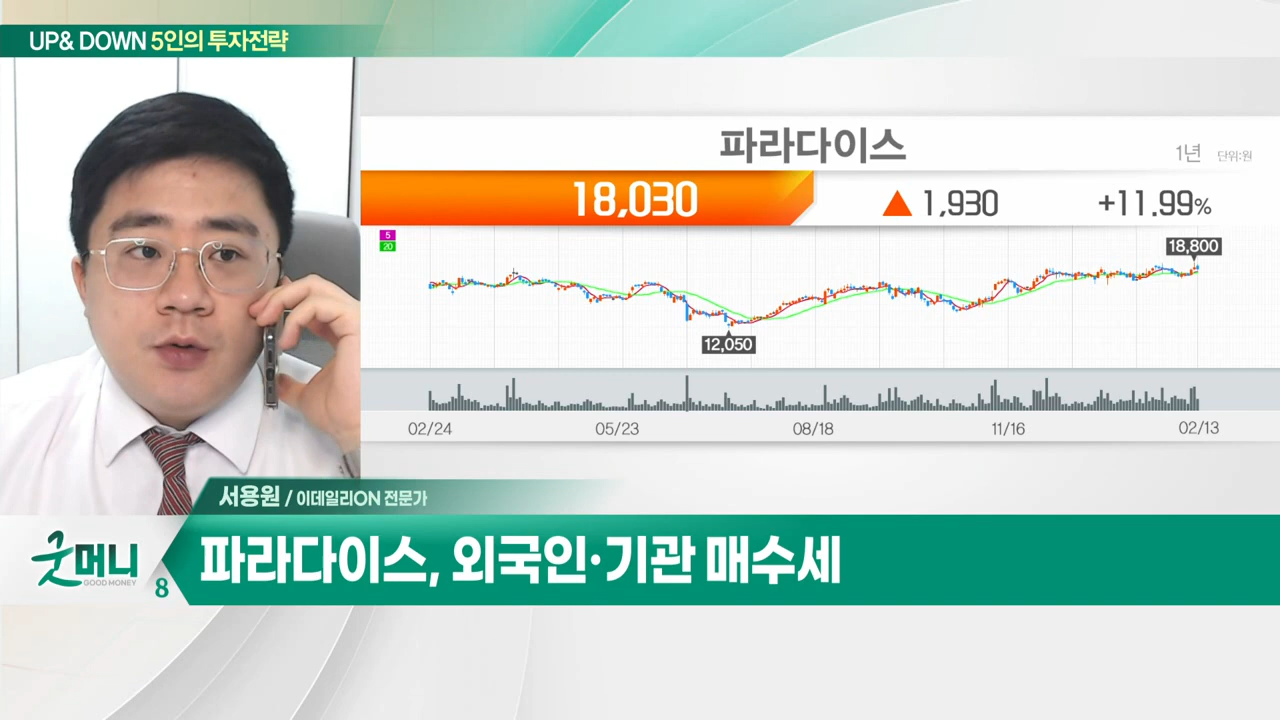 UP& DOWN 5인의 투자전략
파라다이스
1년 단위:원
18,030 ▲ 1,930 +11.99%
5
20
18,800
12,050
02/24 05/23 08/18 11/16 02/13
서용원 / 이데일리ON 전문가
굿머니
GOOD MONEY
8
파라다이스, 외국인·기관 매수세